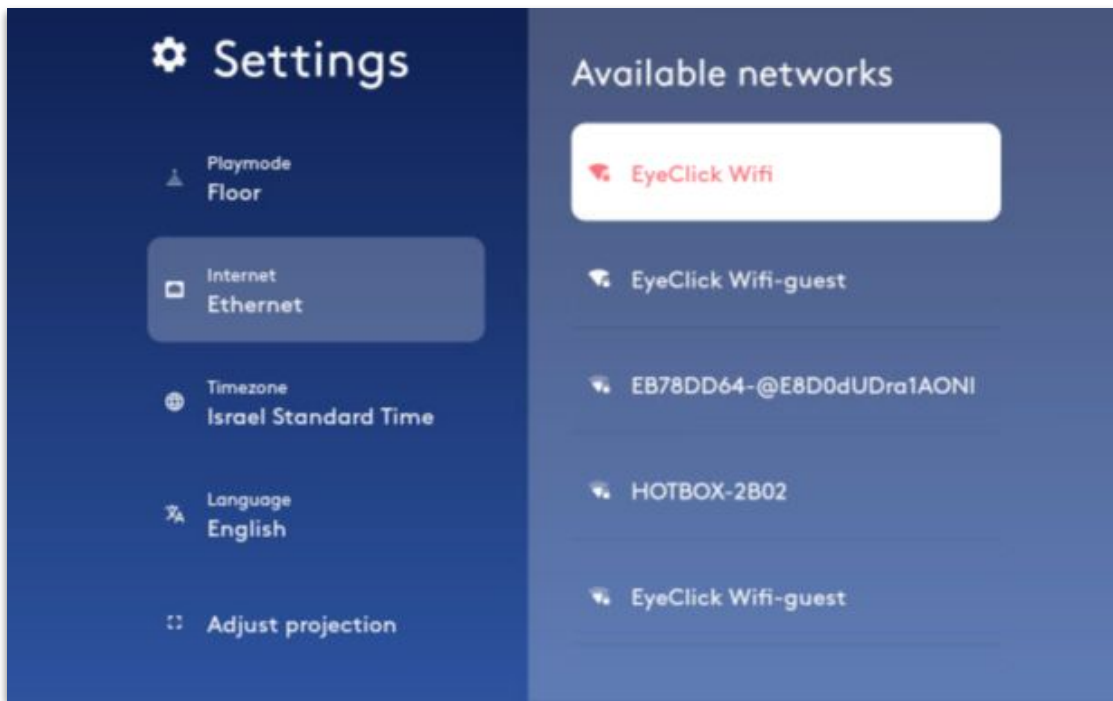 Settings
Playmode
Floor
Internet
Ethernet
Timezone
Israel Standard Time
Language
English
Adjust projection
Available networks
EyeClick Wifi
EyeClick Wifi-guest
EB78DD64-@E8D0dUDra1AONI
HOTBOX-2B02
EyeClick Wifi-guest